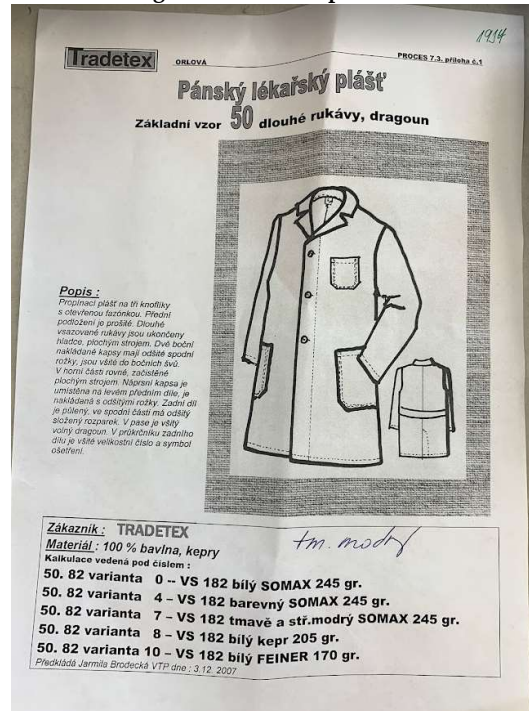 1914
Tradetex ORLOVÁ PROCES 7.3. příloha č.1
Pánský lékařský plášť
Základní vzor 50 dlouhé rukávy, dragoun
Popis :
Propínací plášť na tři knoflíky
s otevřenou fazónkou. Přední
podložení je prošité. Dlouhé
vsazované rukávy jsou ukončeny
hladce, plochým strojem. Dvě boční
nakládané kapsy mají odšité spodní
rožky, jsou všité do bočních švů.
V horní části rovné, začistěné
plochým strojem. Náprsní kapsa je
umístěna na levém předním díle, je
nakládaná s odšitými rožky. Zadní díl
je půlený, ve spodní části má odšitý
složený rozparek. V pase je všitý
volný dragoun. V průkrčníku zadního
dílu je všité velikostní číslo a symbol
ošetření.
Zákazník : TRADETEX
tm. modrý
Materiál : 100 % bavlna, kepry
Kalkulace vedená pod číslem :
50. 82 varianta 0 -- VS 182 bílý SOMAX 245 gr.
50. 82 varianta 4 – VS 182 barevný SOMAX 245 gr.
50. 82 varianta 7 – VS 182 tmavě a stř.modrý SOMAX 245 gr.
50. 82 varianta 8 – VS 182 bílý kepr 205 gr.
50. 82 varianta 10 – VS 182 bílý FEINER 170 gr.
Předkládá Jarmila Brodecká VTP dne : 3.12. 2007